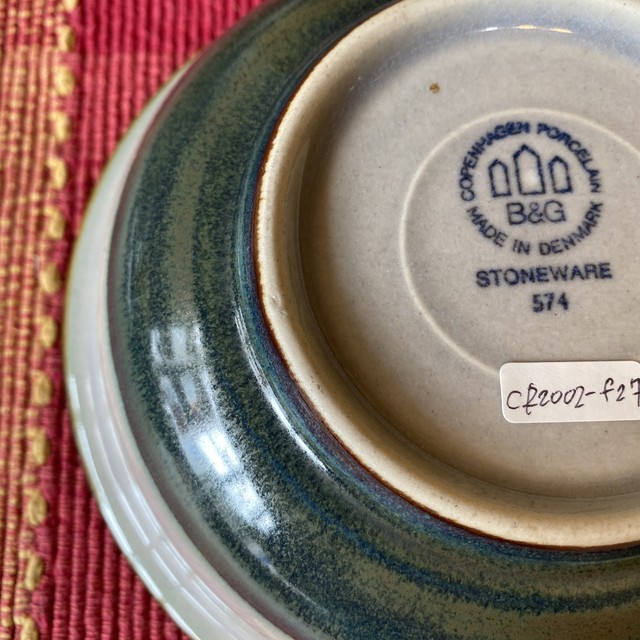 COPENHAGEN PORCELAIN
B&G
MADE IN DENMARK
STONEWARE
574